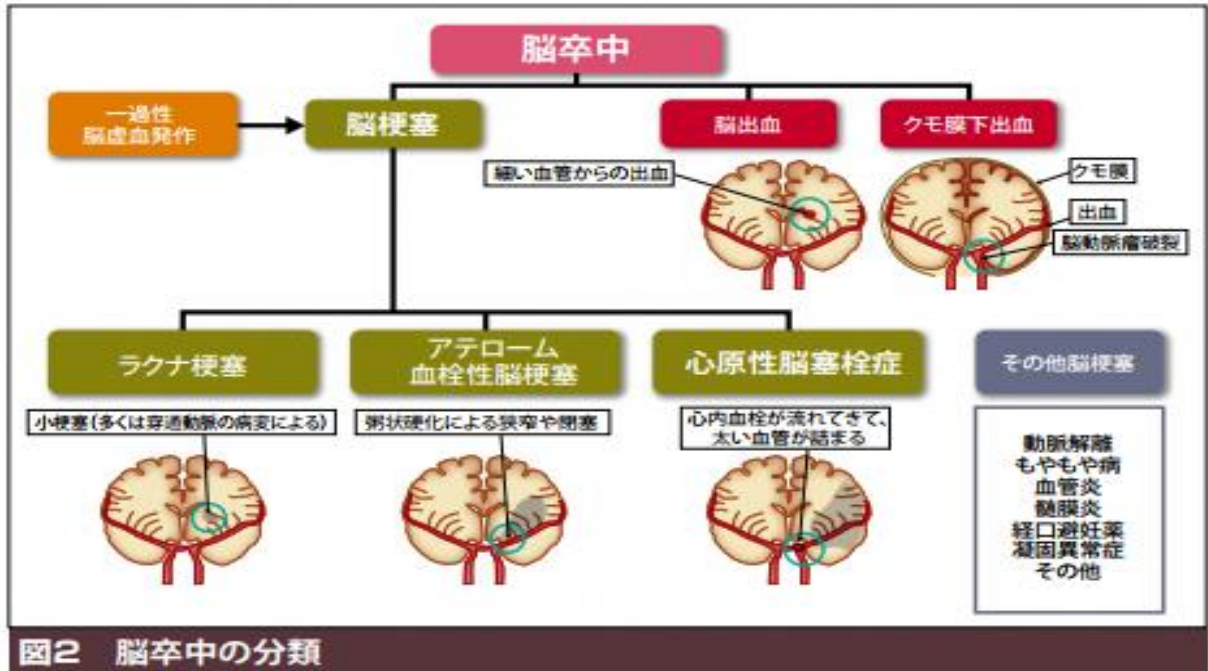 脳卒中
一過性
脳虚血発作
脳梗塞
脳出血
クモ膜下出血
細い血管からの出血
クモ膜
出血
脳動脈瘤破裂
ラクナ梗塞
アテローム
血栓性脳梗塞
心原性脳塞栓症
その他脳梗塞
小梗塞(多くは穿通動脈の病変による)
粥状硬化による狭窄や閉塞
心内血栓が流れてきて、
太い血管が詰まる
動脈解離
もやもや病
血管炎
髄膜炎
経口避妊薬
凝固異常症
その他
図2 脳卒中の分類